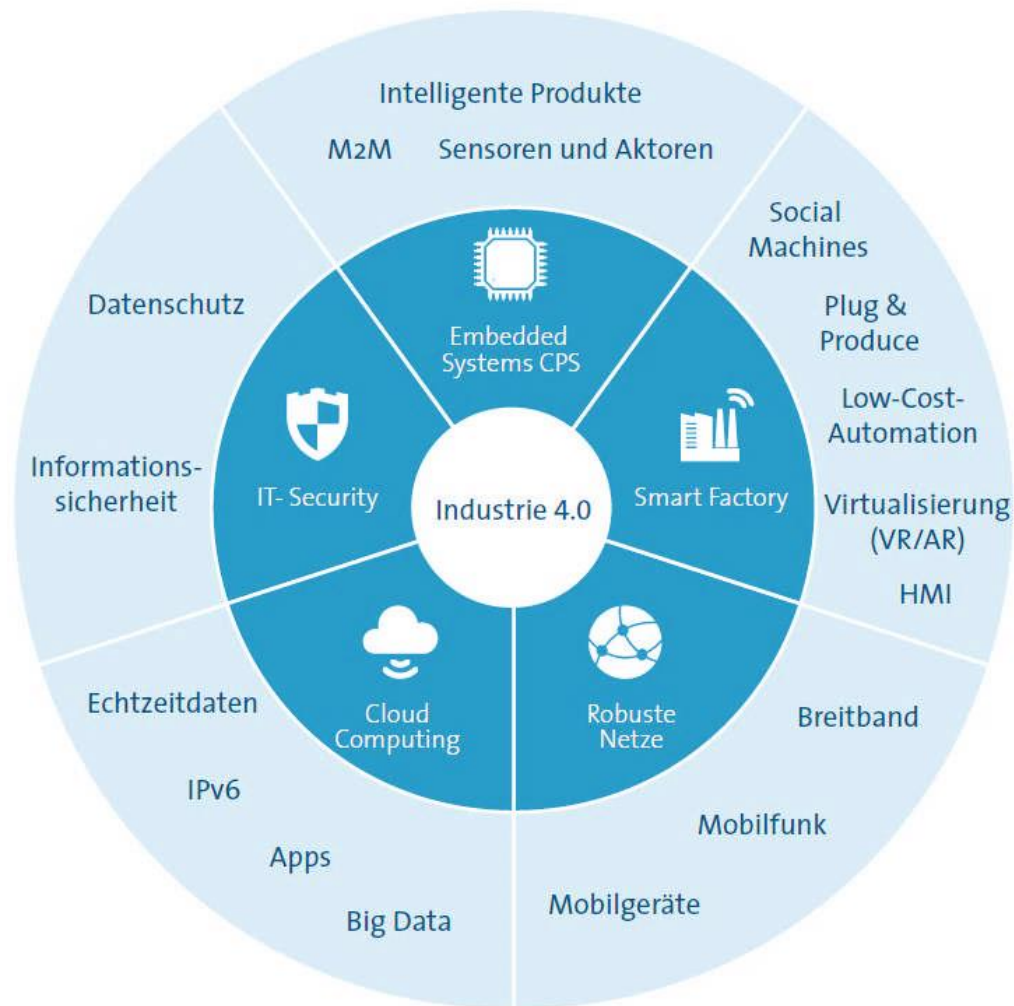 Intelligente Produkte
M2M Sensoren und Aktoren
Social
Machines
Plug &
Produce
Low-Cost-
Automation
Virtualisierung
(VR/AR)
HMI
Breitband
Mobilfunk
Mobilgeräte
Big Data
Apps
IPv6
Echtzeitdaten
Informations-
sicherheit
Datenschutz
Embedded
Systems CPS
Smart Factory
Robuste
Netze
Cloud
Computing
IT- Security
Industrie 4.0